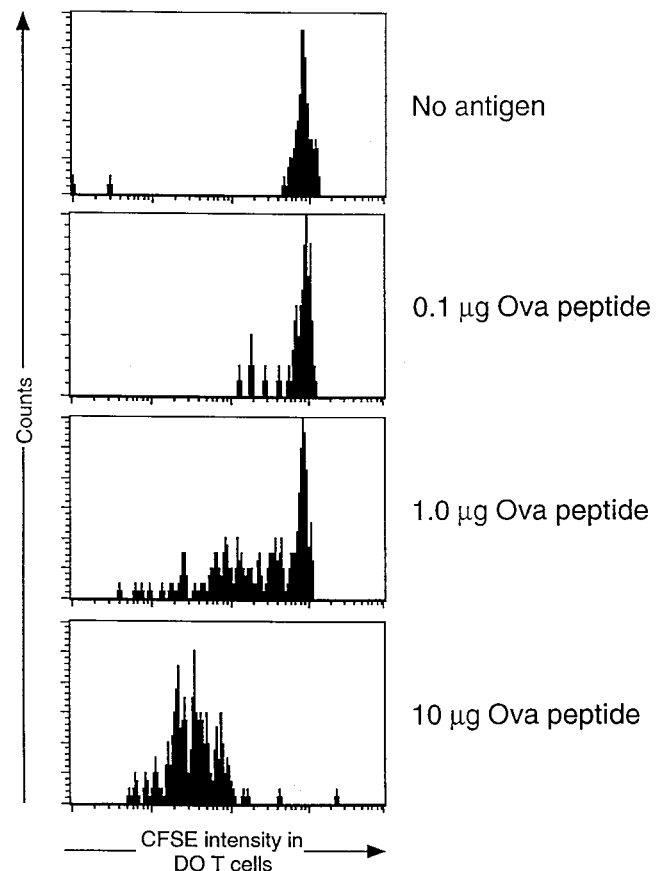 No antigen
0.1 μg Ova peptide
1.0 μg Ova peptide
10 μg Ova peptide
Counts
CFSE intensity in
DO T cells